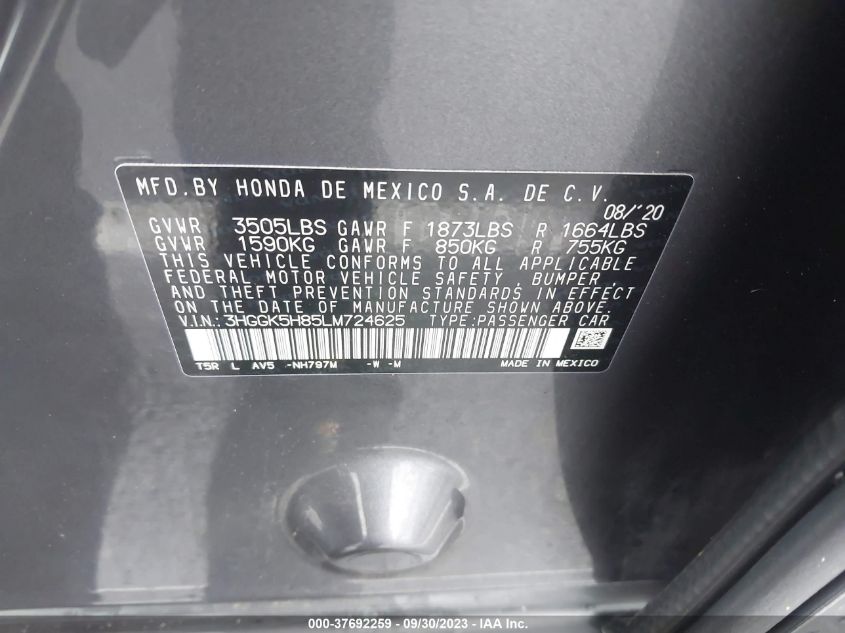 MFD.BY HONDA DE MEXICO S.A. DE C.V.
08/'20
GVWR 3505LBS GAWR F 1873LBS R 1664LBS
GVWR 1590KG GAWR F 850KG R 755KG
THIS VEHICLE CONFORMS TO ALL APPLICABLE
FEDERAL MOTOR VEHICLE SAFETY, BUMPER,
AND THEFT PREVENTION STANDARDS IN EFFECT
ON THE DATE OF MANUFACTURE SHOWN ABOVE.
V.I.N.: 3HGGK5H85LM724625 TYPE:PASSENGER CAR
T5R L AV5 -NH797M -W -M MADE IN MEXICO
000-37692259 - 09/30/2023 - IAA Inc.